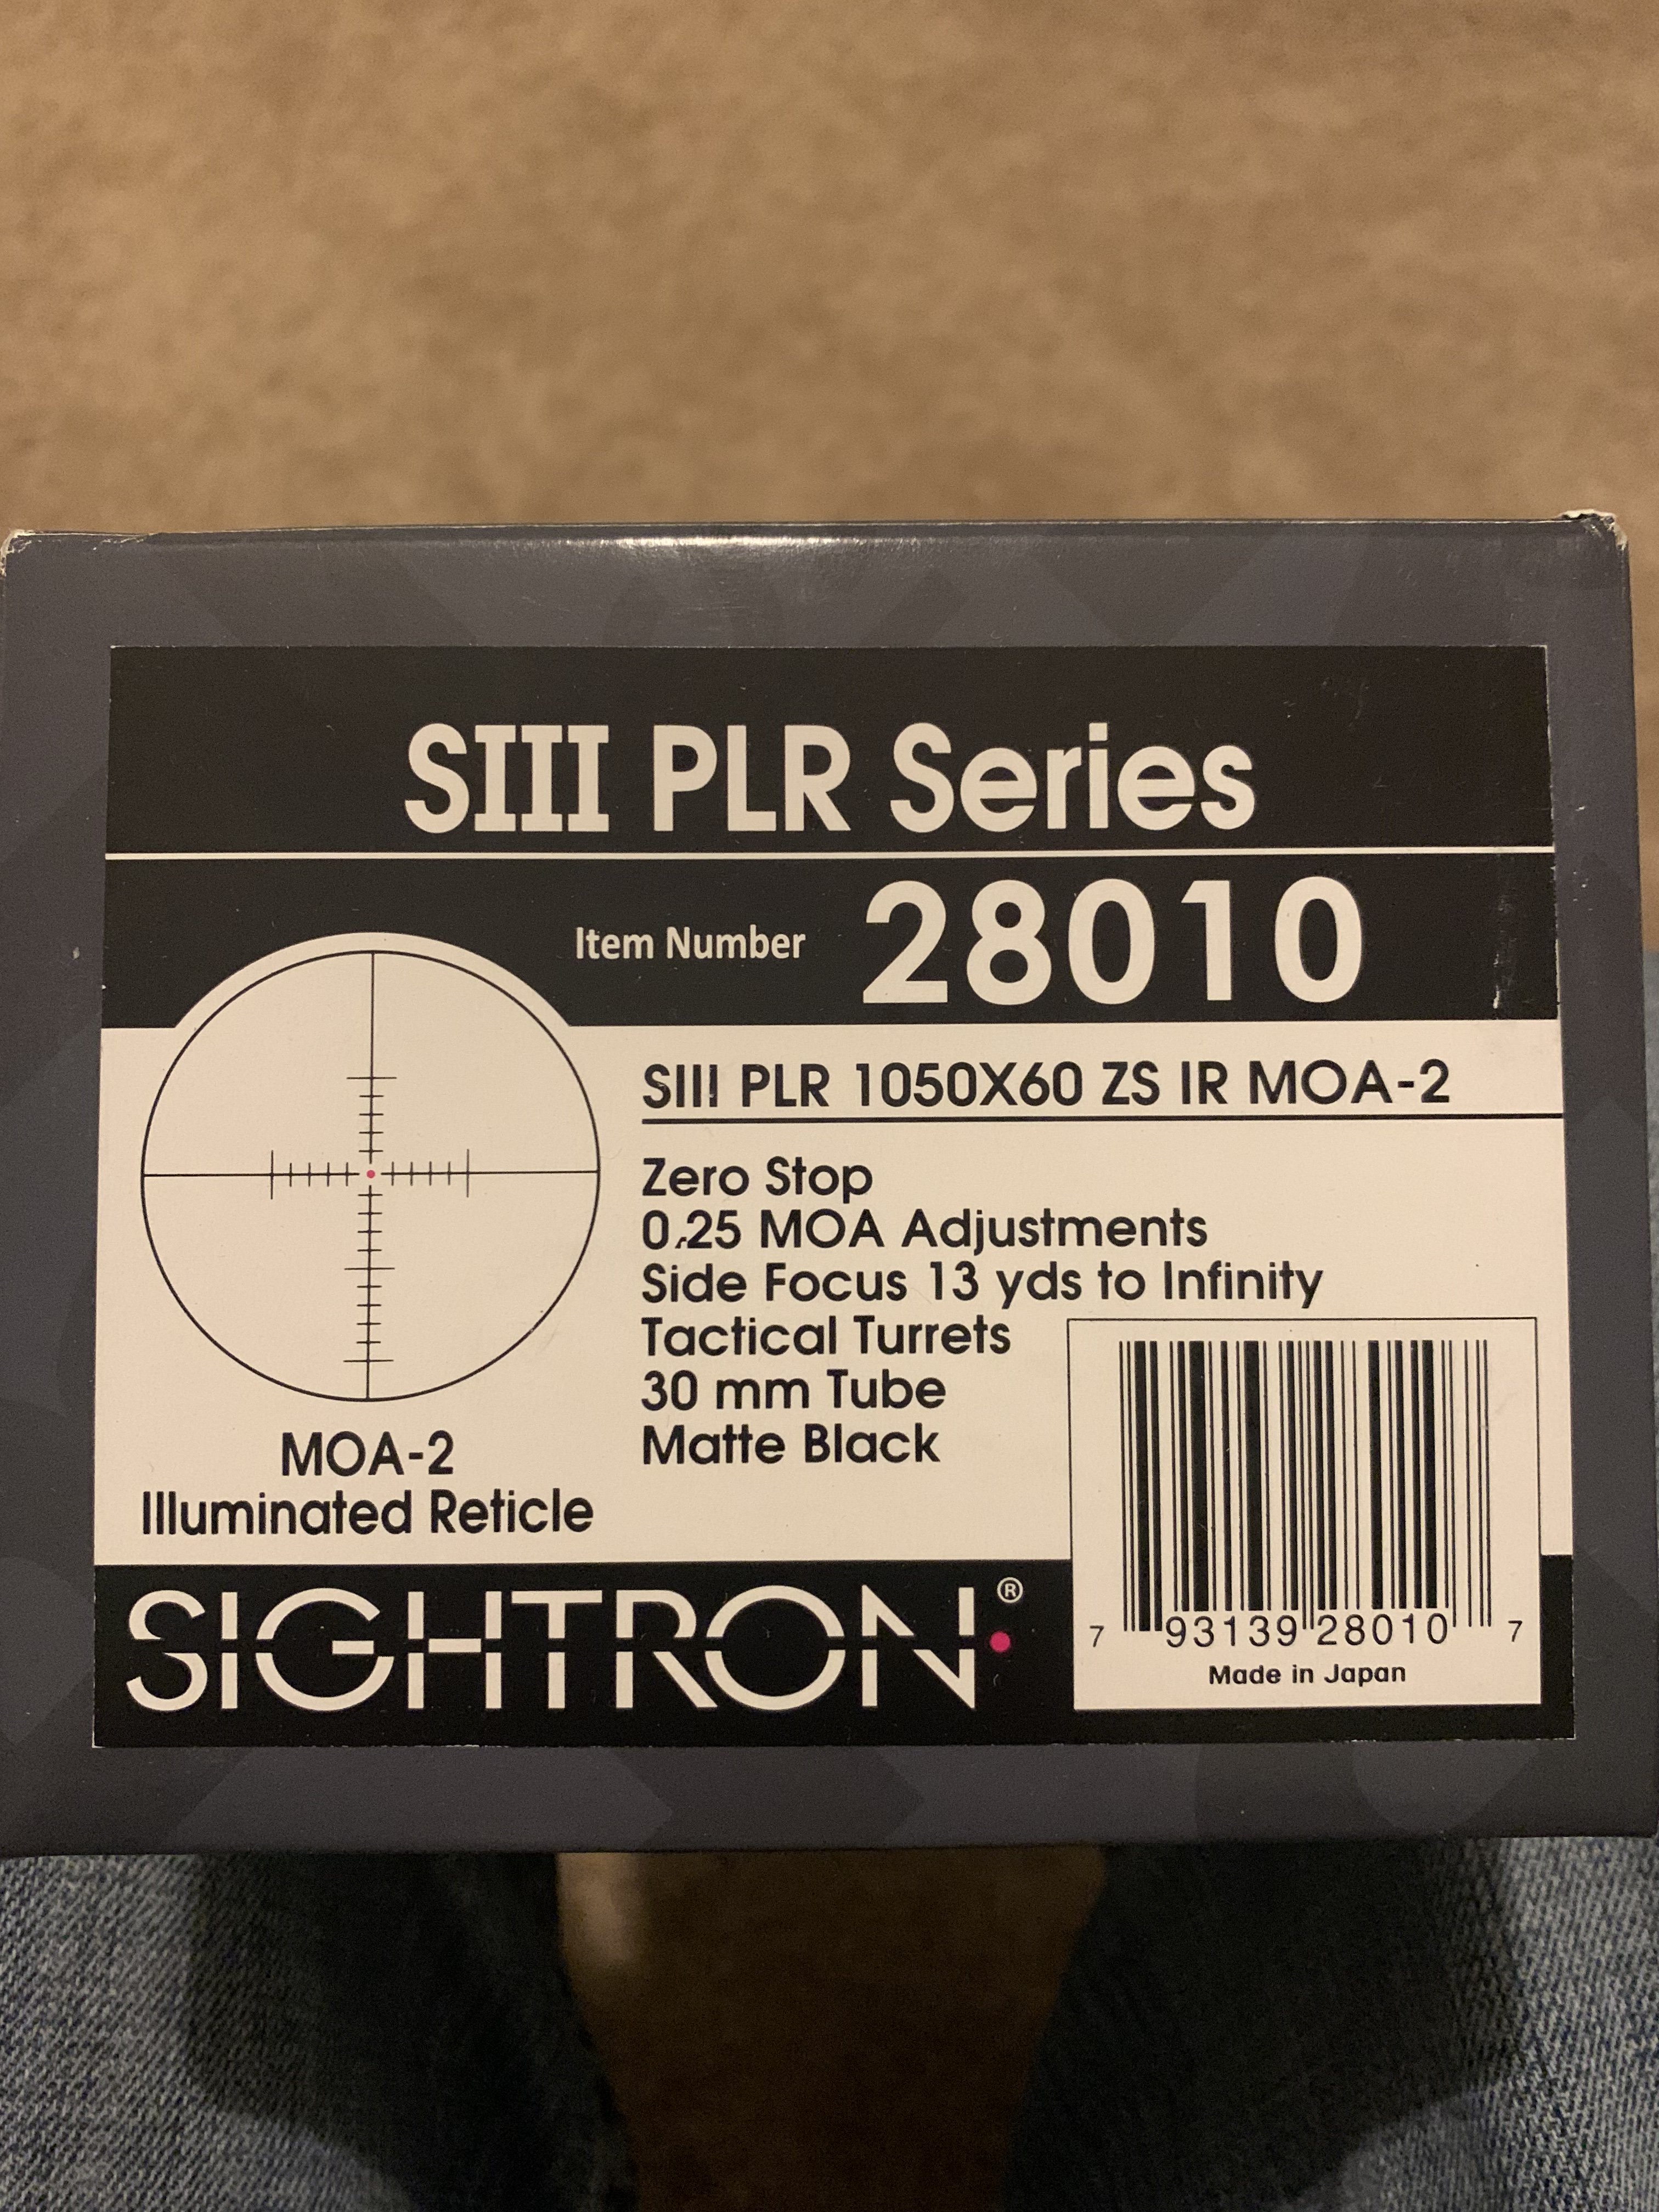 SIII PLR Series
Item Number 28010
SIII PLR 1050X60 ZS IR MOA-2
Zero Stop
0.25 MOA Adjustments
Side Focus 13 yds to Infinity
Tactical Turrets
30 mm Tube
Matte Black
MOA-2
Illuminated Reticle
SIGHTRON®
7 93139 28010 7
Made in Japan